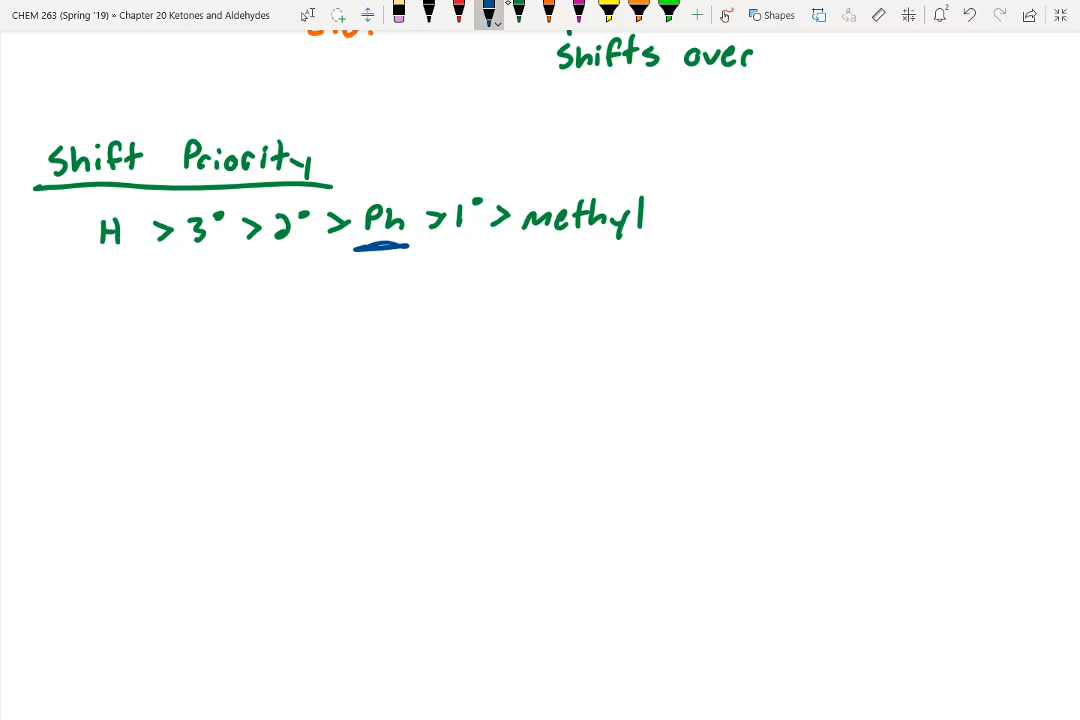 CHEM 263 (Spring '19) » Chapter 20 Ketones and Aldehydes
2
Shapes
shifts over
Shift Priority
H > 3° > 2° > Ph > 1° > methyl